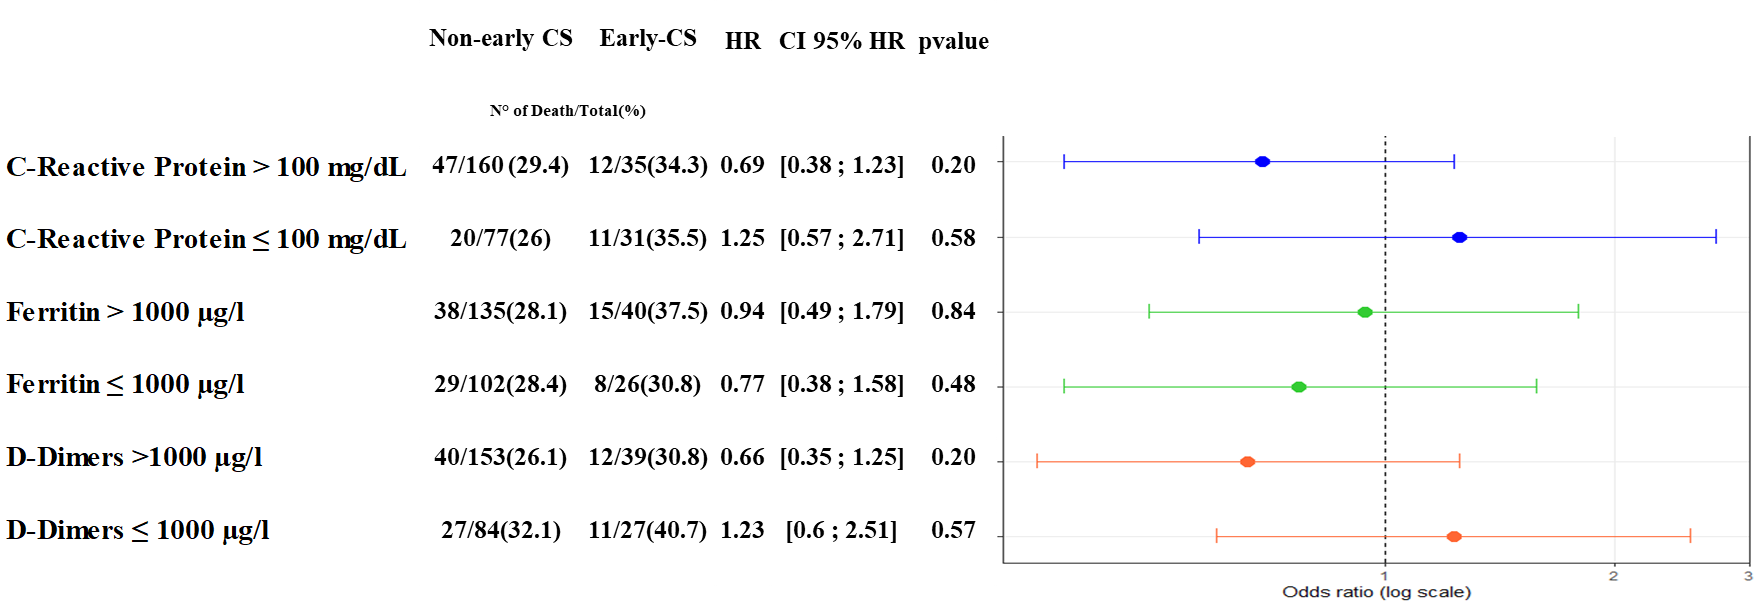 Non-early CS Early-CS HR CI 95% HR pvalue
N° of Death/Total(%)
C-Reactive Protein > 100 mg/dL 47/160 (29.4) 12/35(34.3) 0.69 [0.38 ; 1.23] 0.20
C-Reactive Protein ≤ 100 mg/dL 20/77(26) 11/31(35.5) 1.25 [0.57 ; 2.71] 0.58
Ferritin > 1000 µg/l 38/135(28.1) 15/40(37.5) 0.94 [0.49 ; 1.79] 0.84
Ferritin ≤ 1000 µg/l 29/102(28.4) 8/26(30.8) 0.77 [0.38 ; 1.58] 0.48
D-Dimers >1000 µg/l 40/153(26.1) 12/39(30.8) 0.66 [0.35 ; 1.25] 0.20
D-Dimers ≤ 1000 µg/l 27/84(32.1) 11/27(40.7) 1.23 [0.6 ; 2.51] 0.57
1 2 3
Odds ratio (log scale)